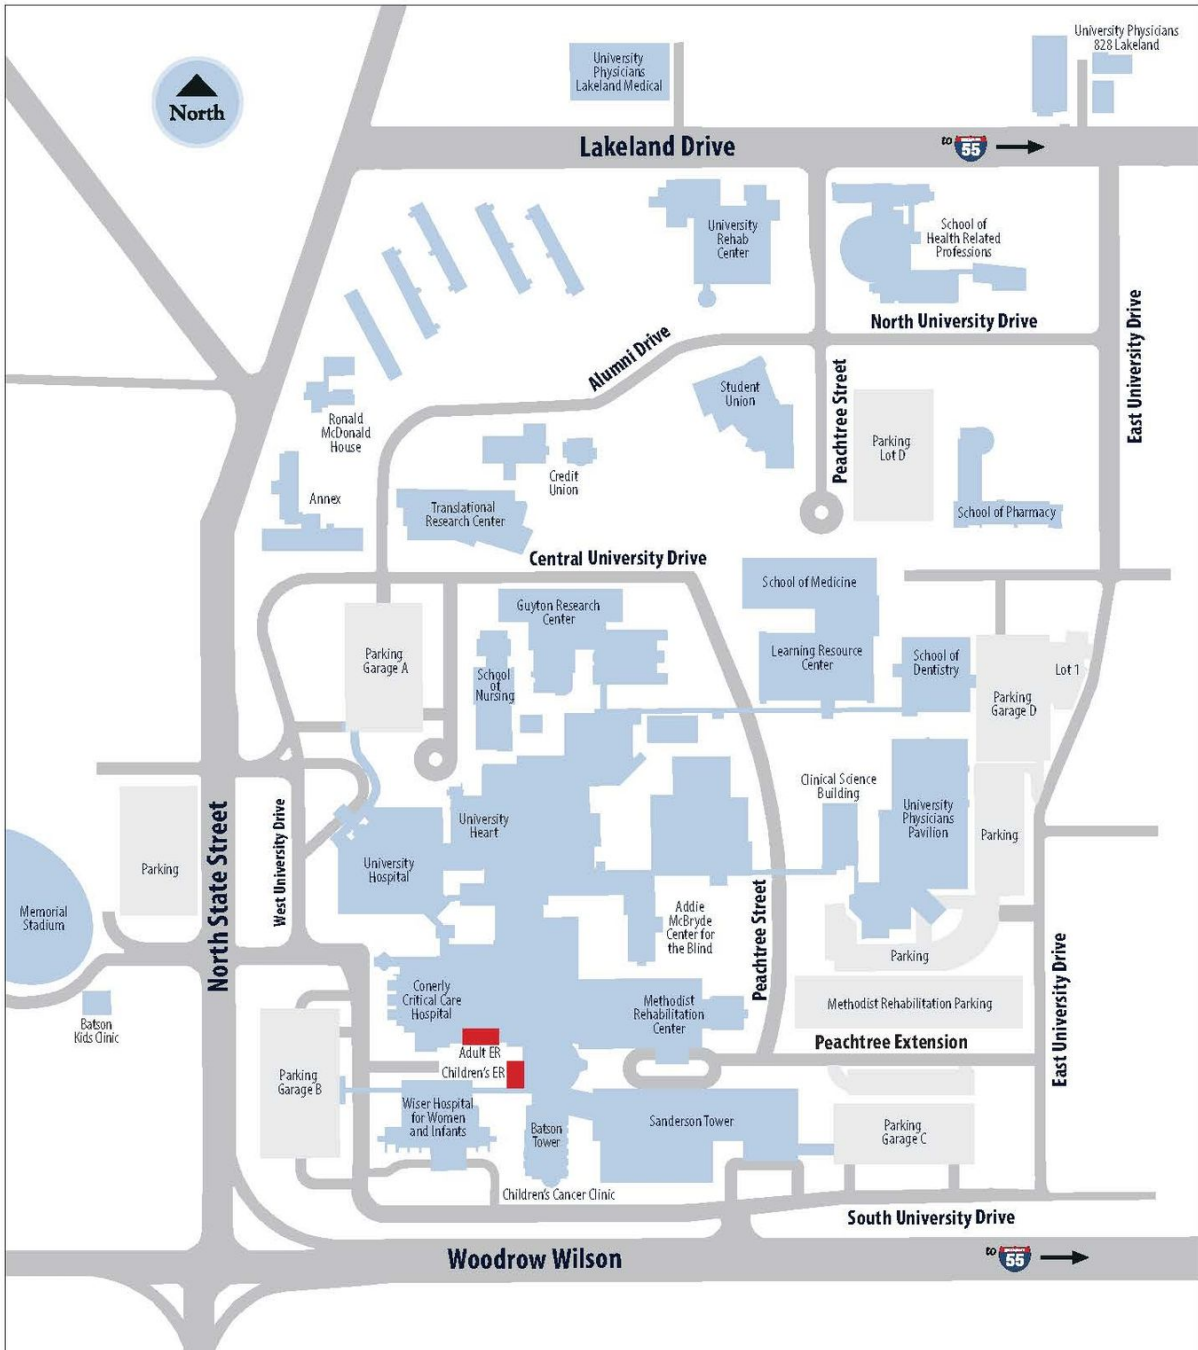 University Physicians
828 Lakeland
University
Physicians
Lakeland Medical
North
Lakeland Drive
to
55
University
Rehab
Center
School of
Health Related
Professions
North University Drive
East University Drive
Alumni Drive
Student
Union
Peachtree Street
Parking
Lot D
Ronald
McDonald
House
Credit
Union
Annex
Translational
Research Center
School of Pharmacy
Central University Drive
School of Medicine
Guyton Research
Center
Parking
Garage A
School
of
Nursing
Learning Resource
Center
School of
Dentistry
Lot 1
Parking
Garage D
Clinical Science
Building
University
Physicians
Pavilion
Parking
North State Street
West University Drive
University
Heart
University
Hospital
Parking
Memorial
Stadium
Addie
McBryde
Center for
the Blind
Peachtree Street
Parking
East University Drive
Conerly
Critical Care
Hospital
Methodist
Rehabilitation
Center
Methodist Rehabilitation Parking
Batson
Kids Clinic
Peachtree Extension
Adult ER
Children's ER
Parking
Garage B
Wiser Hospital
for Women
and Infants
Batson
Tower
Sanderson Tower
Parking
Garage C
Children's Cancer Clinic
South University Drive
Woodrow Wilson
to
55